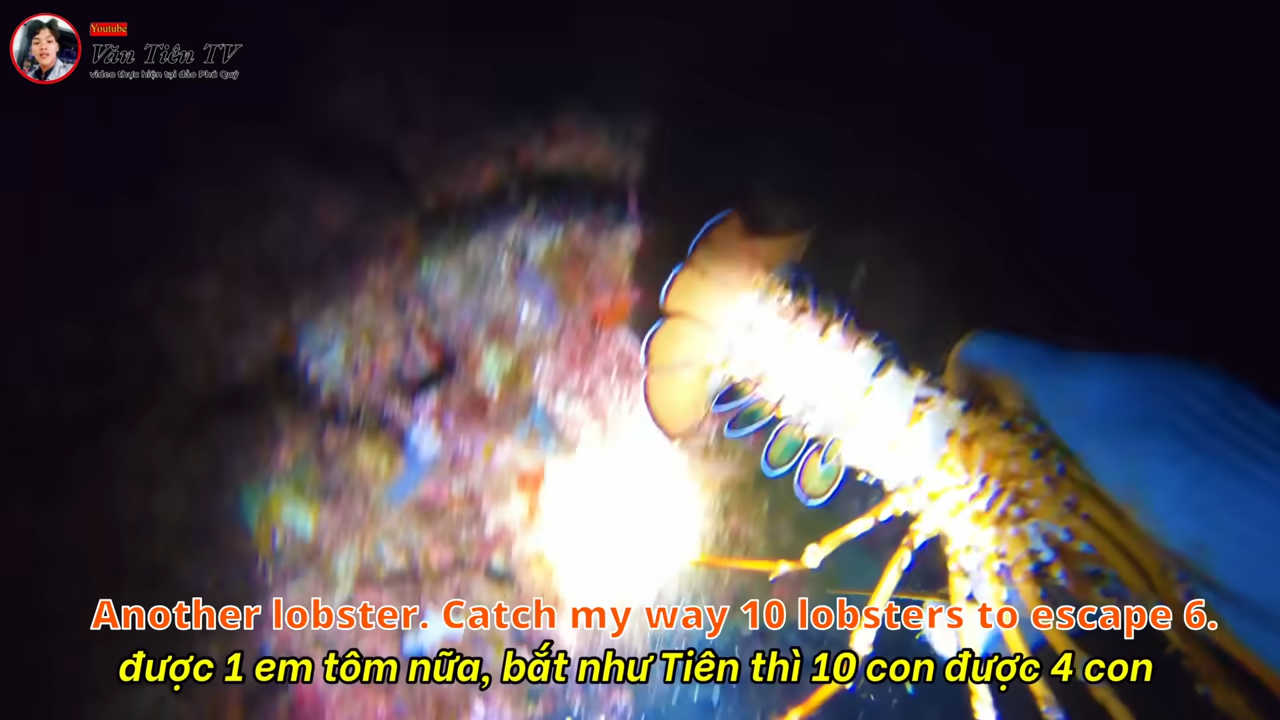 Youtube
Văn Tiên TV
video thực hiện tại đảo Phú Quý
Another lobster. Catch my way 10 lobsters to escape 6.
được 1 em tôm nữa, bắt như Tiên thì 10 con được 4 con